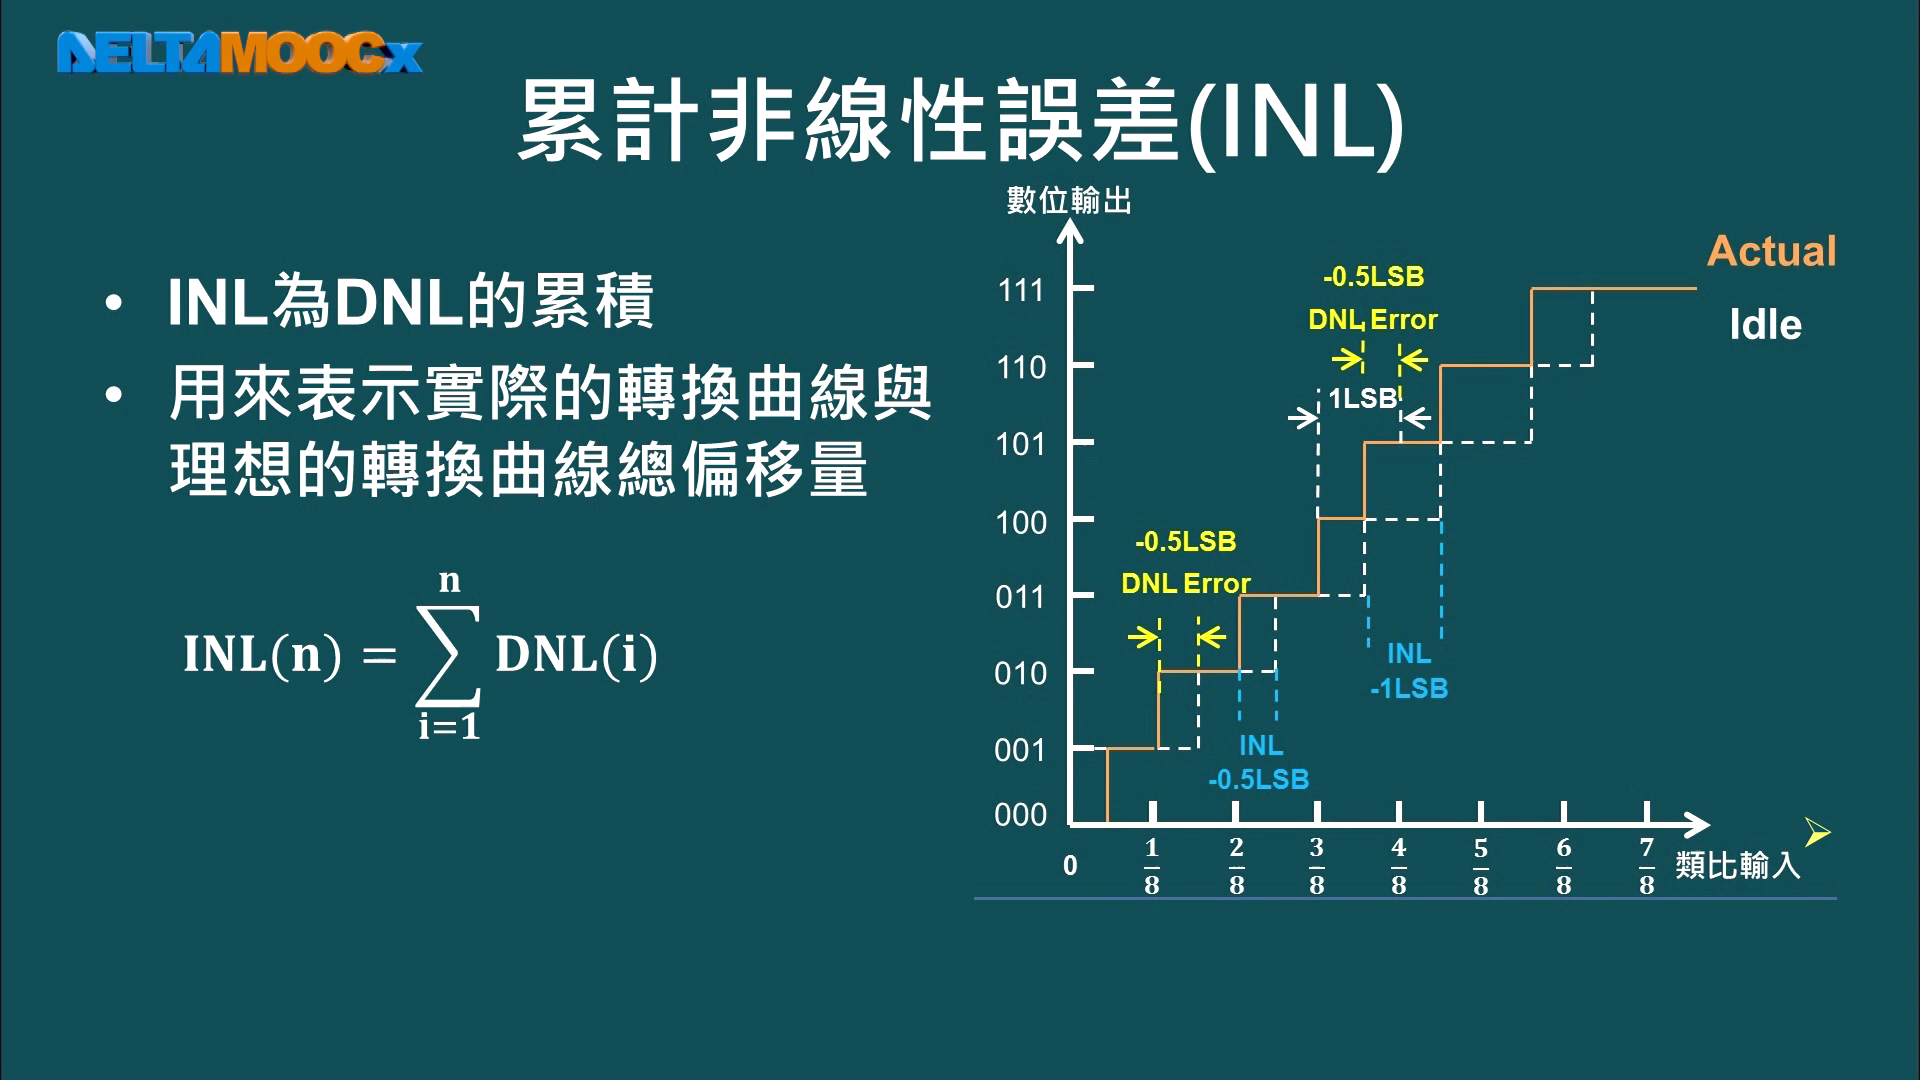 DELTAMOOCx
累計非線性誤差(INL)
• INL為DNL的累積
• 用來表示實際的轉換曲線與
理想的轉換曲線總偏移量
n
INL(n) = ∑ DNL(i)
i=1
數位輸出
Actual
Idle
111
110
101
100
011
010
001
000
-0.5LSB
DNL Error
1LSB
-0.5LSB
DNL Error
INL
-1LSB
INL
-0.5LSB
0 1/8 2/8 3/8 4/8 5/8 6/8 7/8 類比輸入